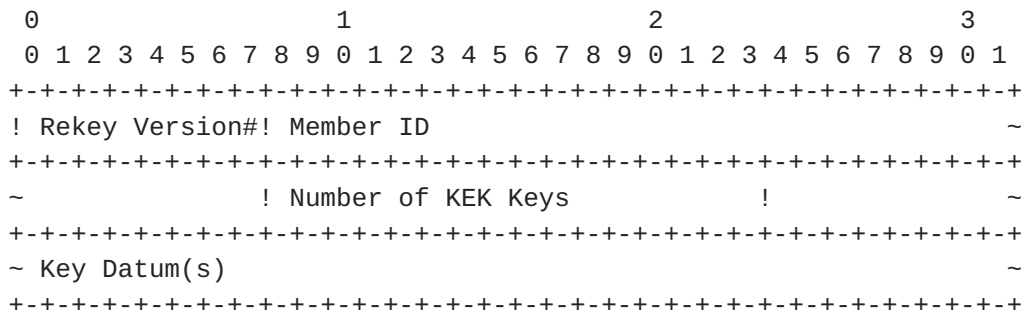 0                   1                   2                   3
 0 1 2 3 4 5 6 7 8 9 0 1 2 3 4 5 6 7 8 9 0 1 2 3 4 5 6 7 8 9 0 1
+-+-+-+-+-+-+-+-+-+-+-+-+-+-+-+-+-+-+-+-+-+-+-+-+-+-+-+-+-+-+-+-+
! Rekey Version#! Member ID                                     ~
+-+-+-+-+-+-+-+-+-+-+-+-+-+-+-+-+-+-+-+-+-+-+-+-+-+-+-+-+-+-+-+-+
~               ! Number of KEK Keys            !               ~
+-+-+-+-+-+-+-+-+-+-+-+-+-+-+-+-+-+-+-+-+-+-+-+-+-+-+-+-+-+-+-+-+
~ Key Datum(s)                                                  ~
+-+-+-+-+-+-+-+-+-+-+-+-+-+-+-+-+-+-+-+-+-+-+-+-+-+-+-+-+-+-+-+-+